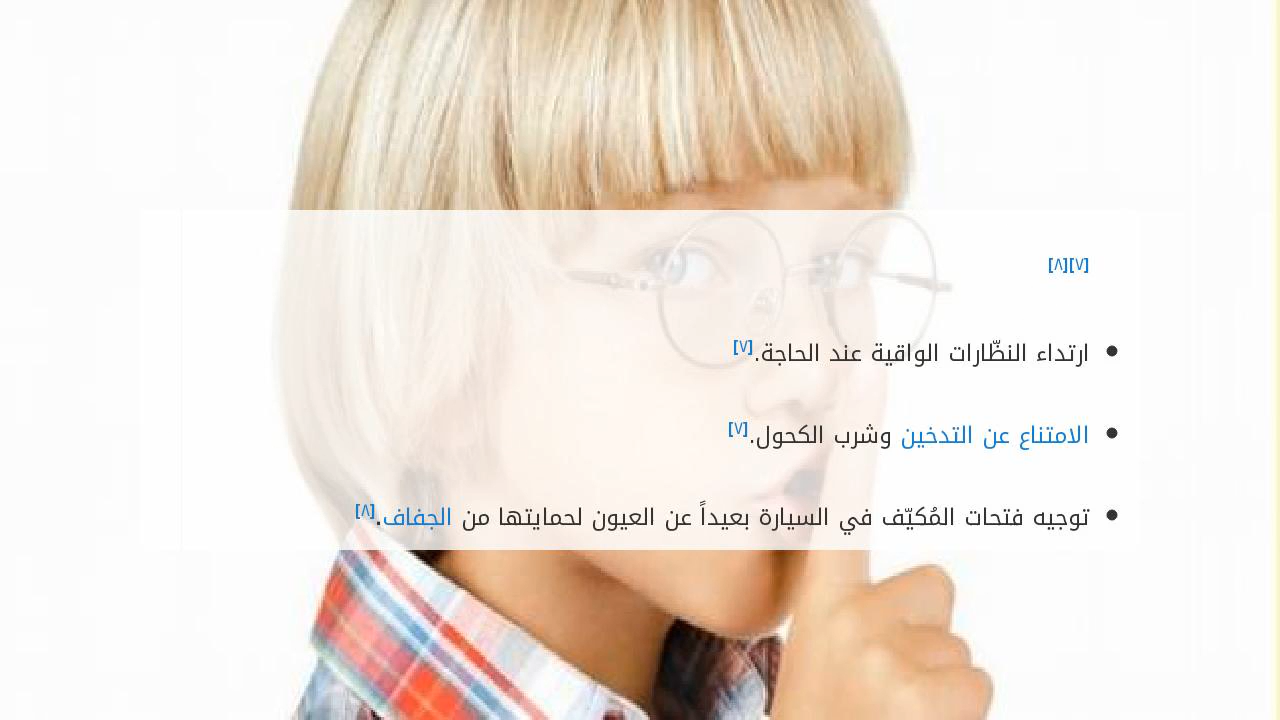 [٧][٨]
ارتداء النظّارات الواقية عند الحاجة.[٧]
الامتناع عن التدخين وشرب الكحول.[٧]
توجيه فتحات المُكيّف في السيارة بعيداً عن العيون لحمايتها من الجفاف.[٨]